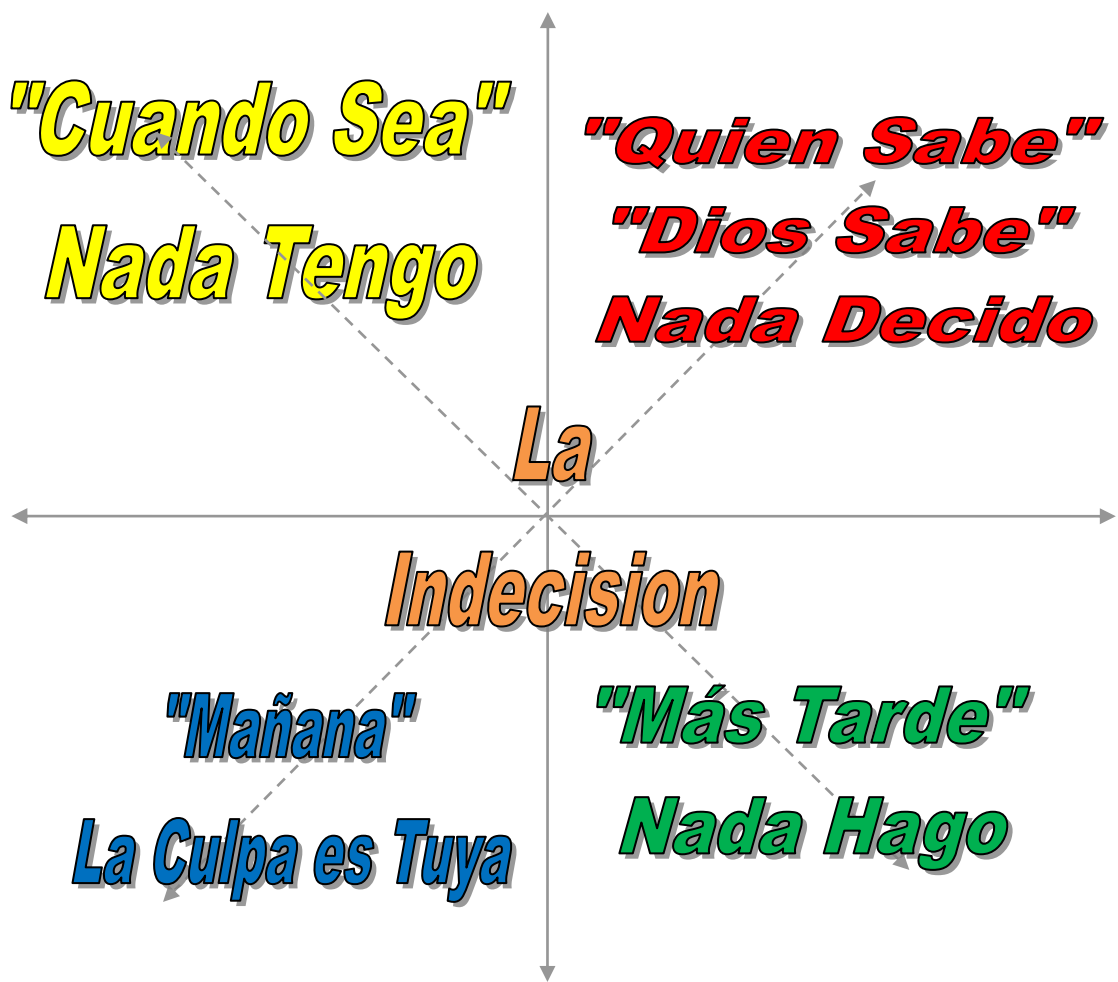 "Cuando Sea"
Nada Tengo
"Quien Sabe"
"Dios Sabe"
Nada Decido
La
Indecision
"Mañana"
La Culpa es Tuya
"Más Tarde"
Nada Hago